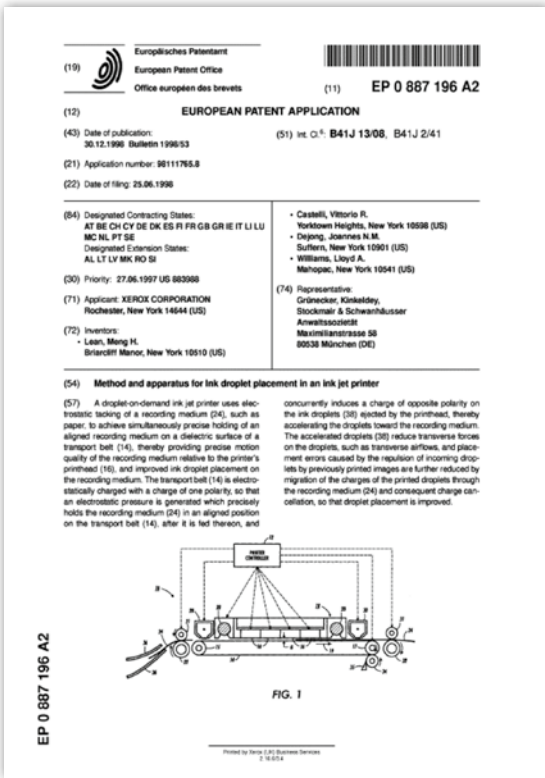 Europäisches Patentamt
(19)
European Patent Office
Office européen des brevets
(11)
EP 0 887 196 A2
(12)
EUROPEAN PATENT APPLICATION
(43) Date of publication:
30.12.1998 Bulletin 1998/53
(51) Int. Cl.6: B41J 13/08, B41J 2/41
(21) Application number: 98111765.8
(22) Date of filing: 25.06.1998
(84) Designated Contracting States:
AT BE CH CY DE DK ES FI FR GB GR IE IT LI LU
MC NL PT SE
Designated Extension States:
AL LT LV MK RO SI
(30) Priority: 27.06.1997 US 883988
(71) Applicant: XEROX CORPORATION
Rochester, New York 14644 (US)
(72) Inventors:
• Lean, Meng H.
Briarcliff Manor, New York 10510 (US)
• Castelli, Vittorio R.
Yorktown Heights, New York 10598 (US)
• Dejong, Joannes N.M.
Suffern, New York 10901 (US)
• Williams, Lloyd A.
Mahopac, New York 10541 (US)
(74) Representative:
Grünecker, Kinkeldey,
Stockmair & Schwanhäusser
Anwaltssozietät
Maximilianstrasse 58
80538 München (DE)
(54) Method and apparatus for ink droplet placement in an ink jet printer
(57) A droplet-on-demand ink jet printer uses elec-
trostatic tacking of a recording medium (24), such as
paper, to achieve simultaneously precise holding of an
aligned recording medium on a dielectric surface of a
transport belt (14), thereby providing precise motion
quality of the recording medium relative to the printer's
printhead (16), and improved ink droplet placement on
the recording medium. The transport belt (14) is electro-
statically charged with a charge of one polarity, so that
an electrostatic pressure is generated which precisely
holds the recording medium (24) in an aligned position
on the transport belt (14), after it is fed thereon, and
concurrently induces a charge of opposite polarity on
the ink droplets (38) ejected by the printhead, thereby
accelerating the droplets toward the recording medium.
The accelerated droplets (38) reduce transverse forces
on the droplets, such as transverse airflows, and place-
ment errors caused by the repulsion of incoming drop-
lets by previously printed images are further reduced by
migration of the charges of the printed droplets through
the recording medium (24) and consequent charge can-
cellation, so that droplet placement is improved.
PRINTER
CONTROLLER
FIG. 1
EP 0 887 196 A2
Printed by Xerox (UK) Business Services